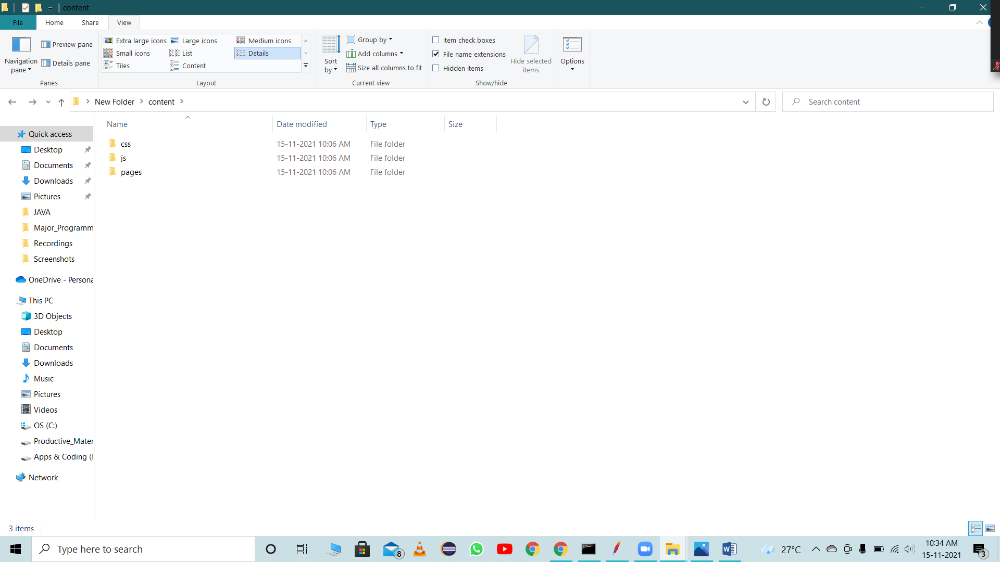 content
File Home Share View
Navigation pane Preview pane Details pane
Panes
Extra large icons Large icons Medium icons
Small icons List Details
Tiles Content
Layout
Sort by Group by
Add columns
Size all columns to fit
Current view
Item check boxes
File name extensions
Hidden items
Hide selected items
Show/hide
Options
New Folder content
Search content
Name Date modified Type Size
css 15-11-2021 10:06 AM File folder
js 15-11-2021 10:06 AM File folder
pages 15-11-2021 10:06 AM File folder
Quick access
Desktop
Documents
Downloads
Pictures
JAVA
Major_Programm
Recordings
Screenshots
OneDrive - Persona
This PC
3D Objects
Desktop
Documents
Downloads
Music
Pictures
Videos
OS (C:)
Productive_Mater
Apps & Coding (
Network
3 items
Type here to search
8
27°C
10:34 AM
15-11-2021
3